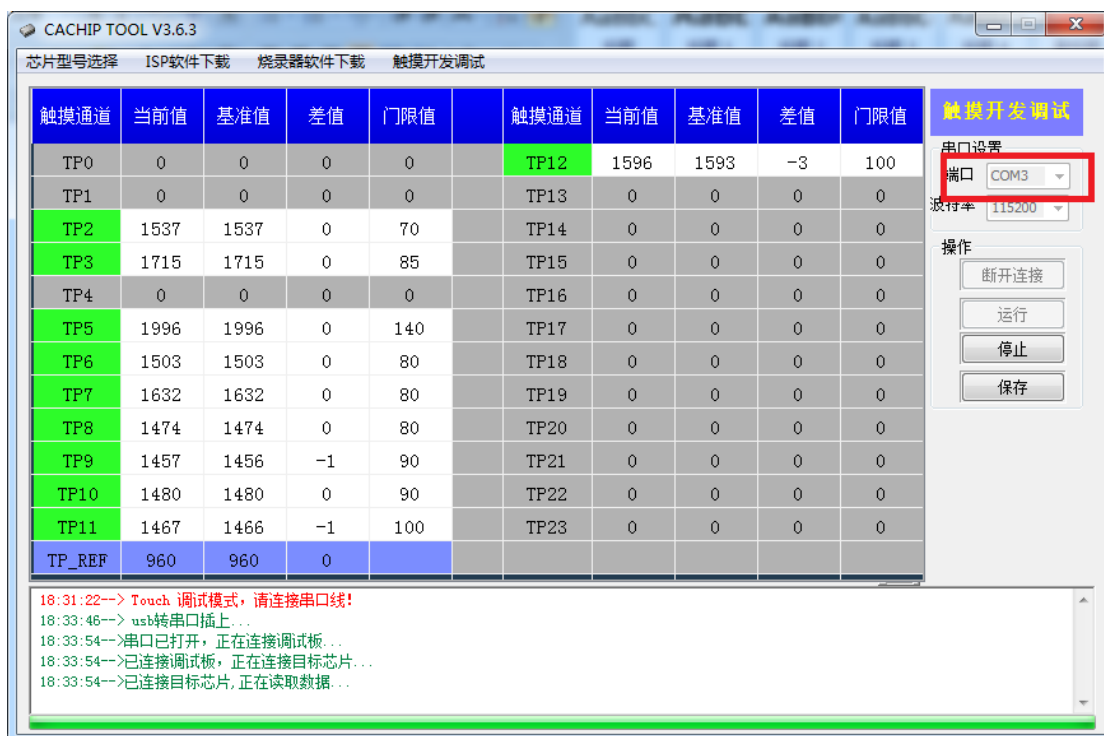 CACHIP TOOL V3.6.3
芯片型号选择 ISP软件下载 烧录器软件下载 触摸开发调试
触摸通道 当前值 基准值 差值 门限值 触摸通道 当前值 基准值 差值 门限值 触摸开发调试
串口设置
TP0 0 0 0 0 TP12 1596 1593 -3 100 端口 COM3
TP1 0 0 0 0 TP13 0 0 0 0 波特率 115200
TP2 1537 1537 0 70 TP14 0 0 0 0
操作
TP3 1715 1715 0 85 TP15 0 0 0 0 断开连接
TP4 0 0 0 0 TP16 0 0 0 0
TP5 1996 1996 0 140 TP17 0 0 0 0 运行
TP6 1503 1503 0 80 TP18 0 0 0 0 停止
TP7 1632 1632 0 80 TP19 0 0 0 0 保存
TP8 1474 1474 0 80 TP20 0 0 0 0
TP9 1457 1456 -1 90 TP21 0 0 0 0
TP10 1480 1480 0 90 TP22 0 0 0 0
TP11 1467 1466 -1 100 TP23 0 0 0 0
TP_REF 960 960 0
18:31:22--> Touch 调试模式，请连接串口线!
18:33:46--> usb转串口插上...
18:33:54-->串口已打开，正在连接调试板...
18:33:54-->已连接调试板，正在连接目标芯片...
18:33:54-->已连接目标芯片,正在读取数据...